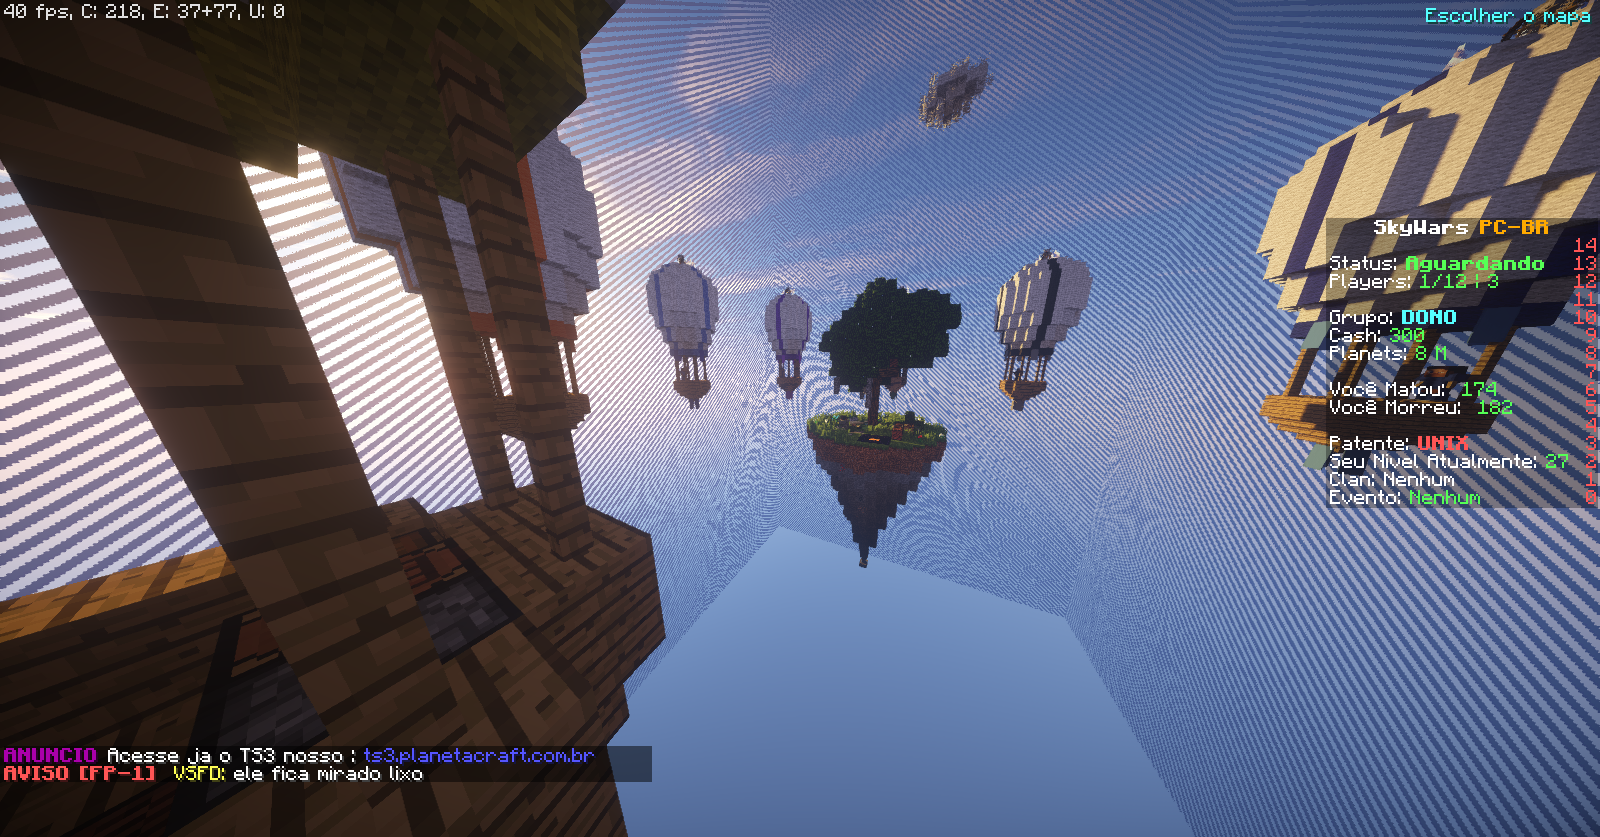 40 fps, C: 218, E: 37+77, U: 0
Escolher o mapa
SkyWars PC-BR
14
Status: Aguardando 13
Players: 1/12 | 3 12
11
Grupo: DONO 10
Cash: 300 9
Planets: 8 M 8
7
Você Matou: 174 6
Você Morreu: 182 5
4
Patente: UNIX 3
Seu Nivel Atualmente: 27 2
Clan: Nenhum 1
Evento: Nenhum 0
ANUNCIO Acesse ja o TS3 nosso : ts3.planetacraft.com.br
AVISO [FP-1] VSFD: ele fica mirado lixo